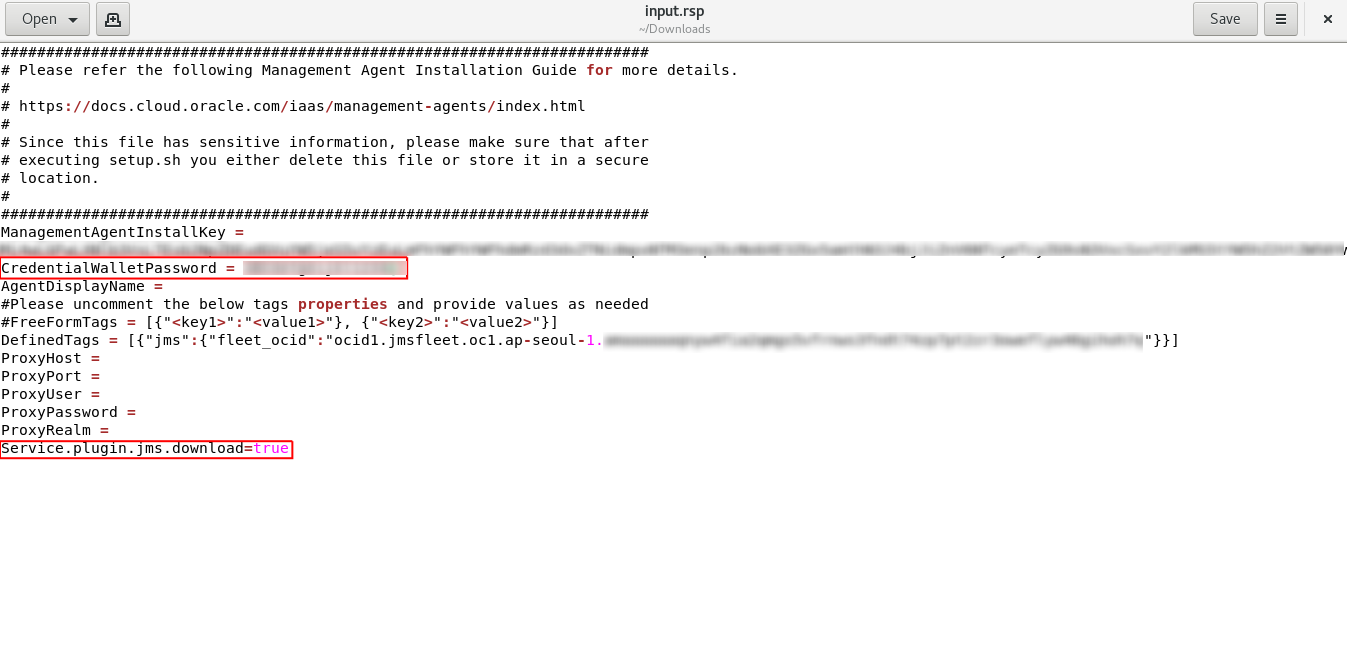 Open
input.rsp
~/Downloads
Save
########################################################################
# Please refer the following Management Agent Installation Guide for more details.
#
# https://docs.cloud.oracle.com/iaas/management-agents/index.html
#
# Since this file has sensitive information, please make sure that after
# executing setup.sh you either delete this file or store it in a secure
# location.
#
########################################################################
ManagementAgentInstallKey =
CredentialWalletPassword =
AgentDisplayName =
#Please uncomment the below tags properties and provide values as needed
#FreeFormTags = [{"<key1>":"<value1>"}, {"<key2>":"<value2>"}]
DefinedTags = [{"jms":{"fleet_ocid":"ocid1.jmsfleet.oc1.ap-seoul-1. "}}]
ProxyHost =
ProxyPort =
ProxyUser =
ProxyPassword =
ProxyRealm =
Service.plugin.jms.download=true